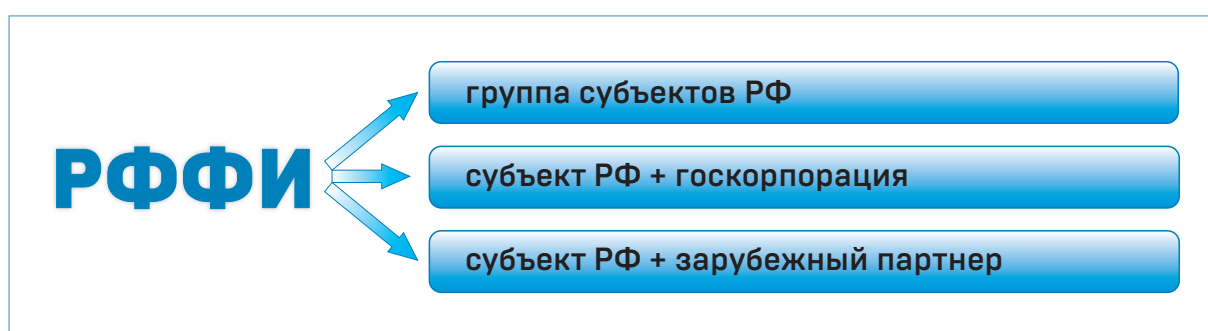 РФФИ
группа субъектов РФ
субъект РФ + госкорпорация
субъект РФ + зарубежный партнер